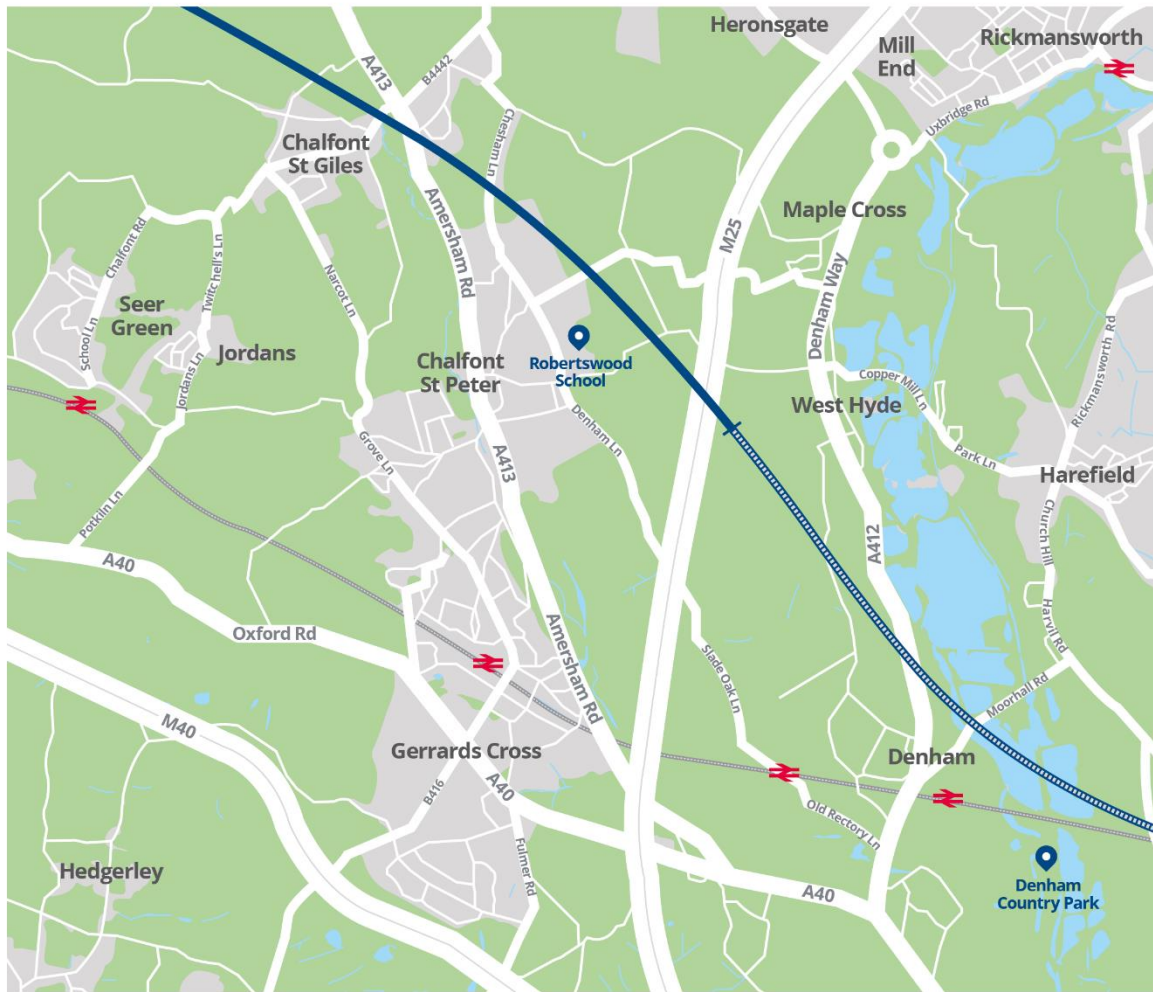 Heronsgate
Mill
End
Rickmansworth
A413
B4442
Uxbridge Rd
Chesham Ln
Chalfont
St Giles
Amersham Rd
M25
Maple Cross
Chalfont Rd
Twitchell's Ln
Narcot Ln
Denham Way
Seer
Green
School Ln
Jordans
Jordans Ln
Chalfont
St Peter
Robertswood
School
Rickmansworth Rd
Copper Mill Ln
West Hyde
Denham Ln
Grove Ln
A413
Park Ln
Harefield
Potkiln Ln
A40
A412
Church Hill
Oxford Rd
Amersham Rd
Slade Oak Ln
Harvil Rd
Moorhall Rd
M40
Gerrards Cross
Denham
B416
A40
Old Rectory Ln
Fulmer Rd
Hedgerley
A40
Denham
Country Park